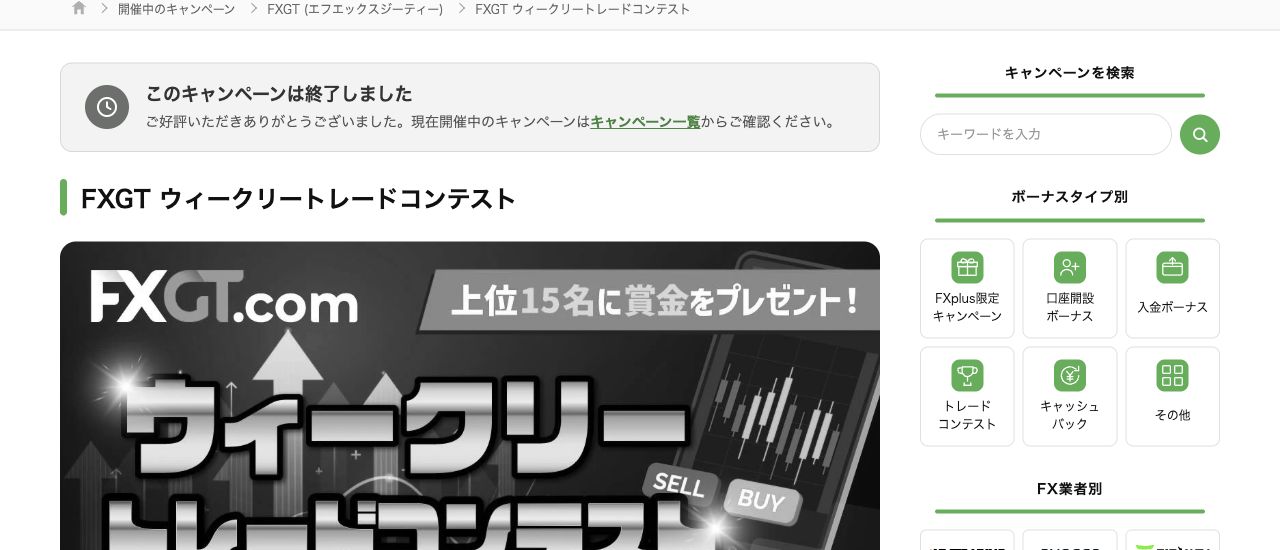 開催中のキャンペーン
FXGT (エフエックスジーティー)
FXGT ウィークリートレードコンテスト
このキャンペーンは終了しました
ご好評いただきありがとうございました。現在開催中のキャンペーンはキャンペーン一覧からご確認ください。
FXGT ウィークリートレードコンテスト
FXGT.com
上位15名に賞金をプレゼント!
ウィークリー
トレードコンテスト
SELL
BUY
キャンペーンを検索
キーワードを入力
ボーナスタイプ別
FXplus限定
キャンペーン
口座開設
ボーナス
入金ボーナス
トレード
コンテスト
キャッシュ
バック
その他
FX業者別